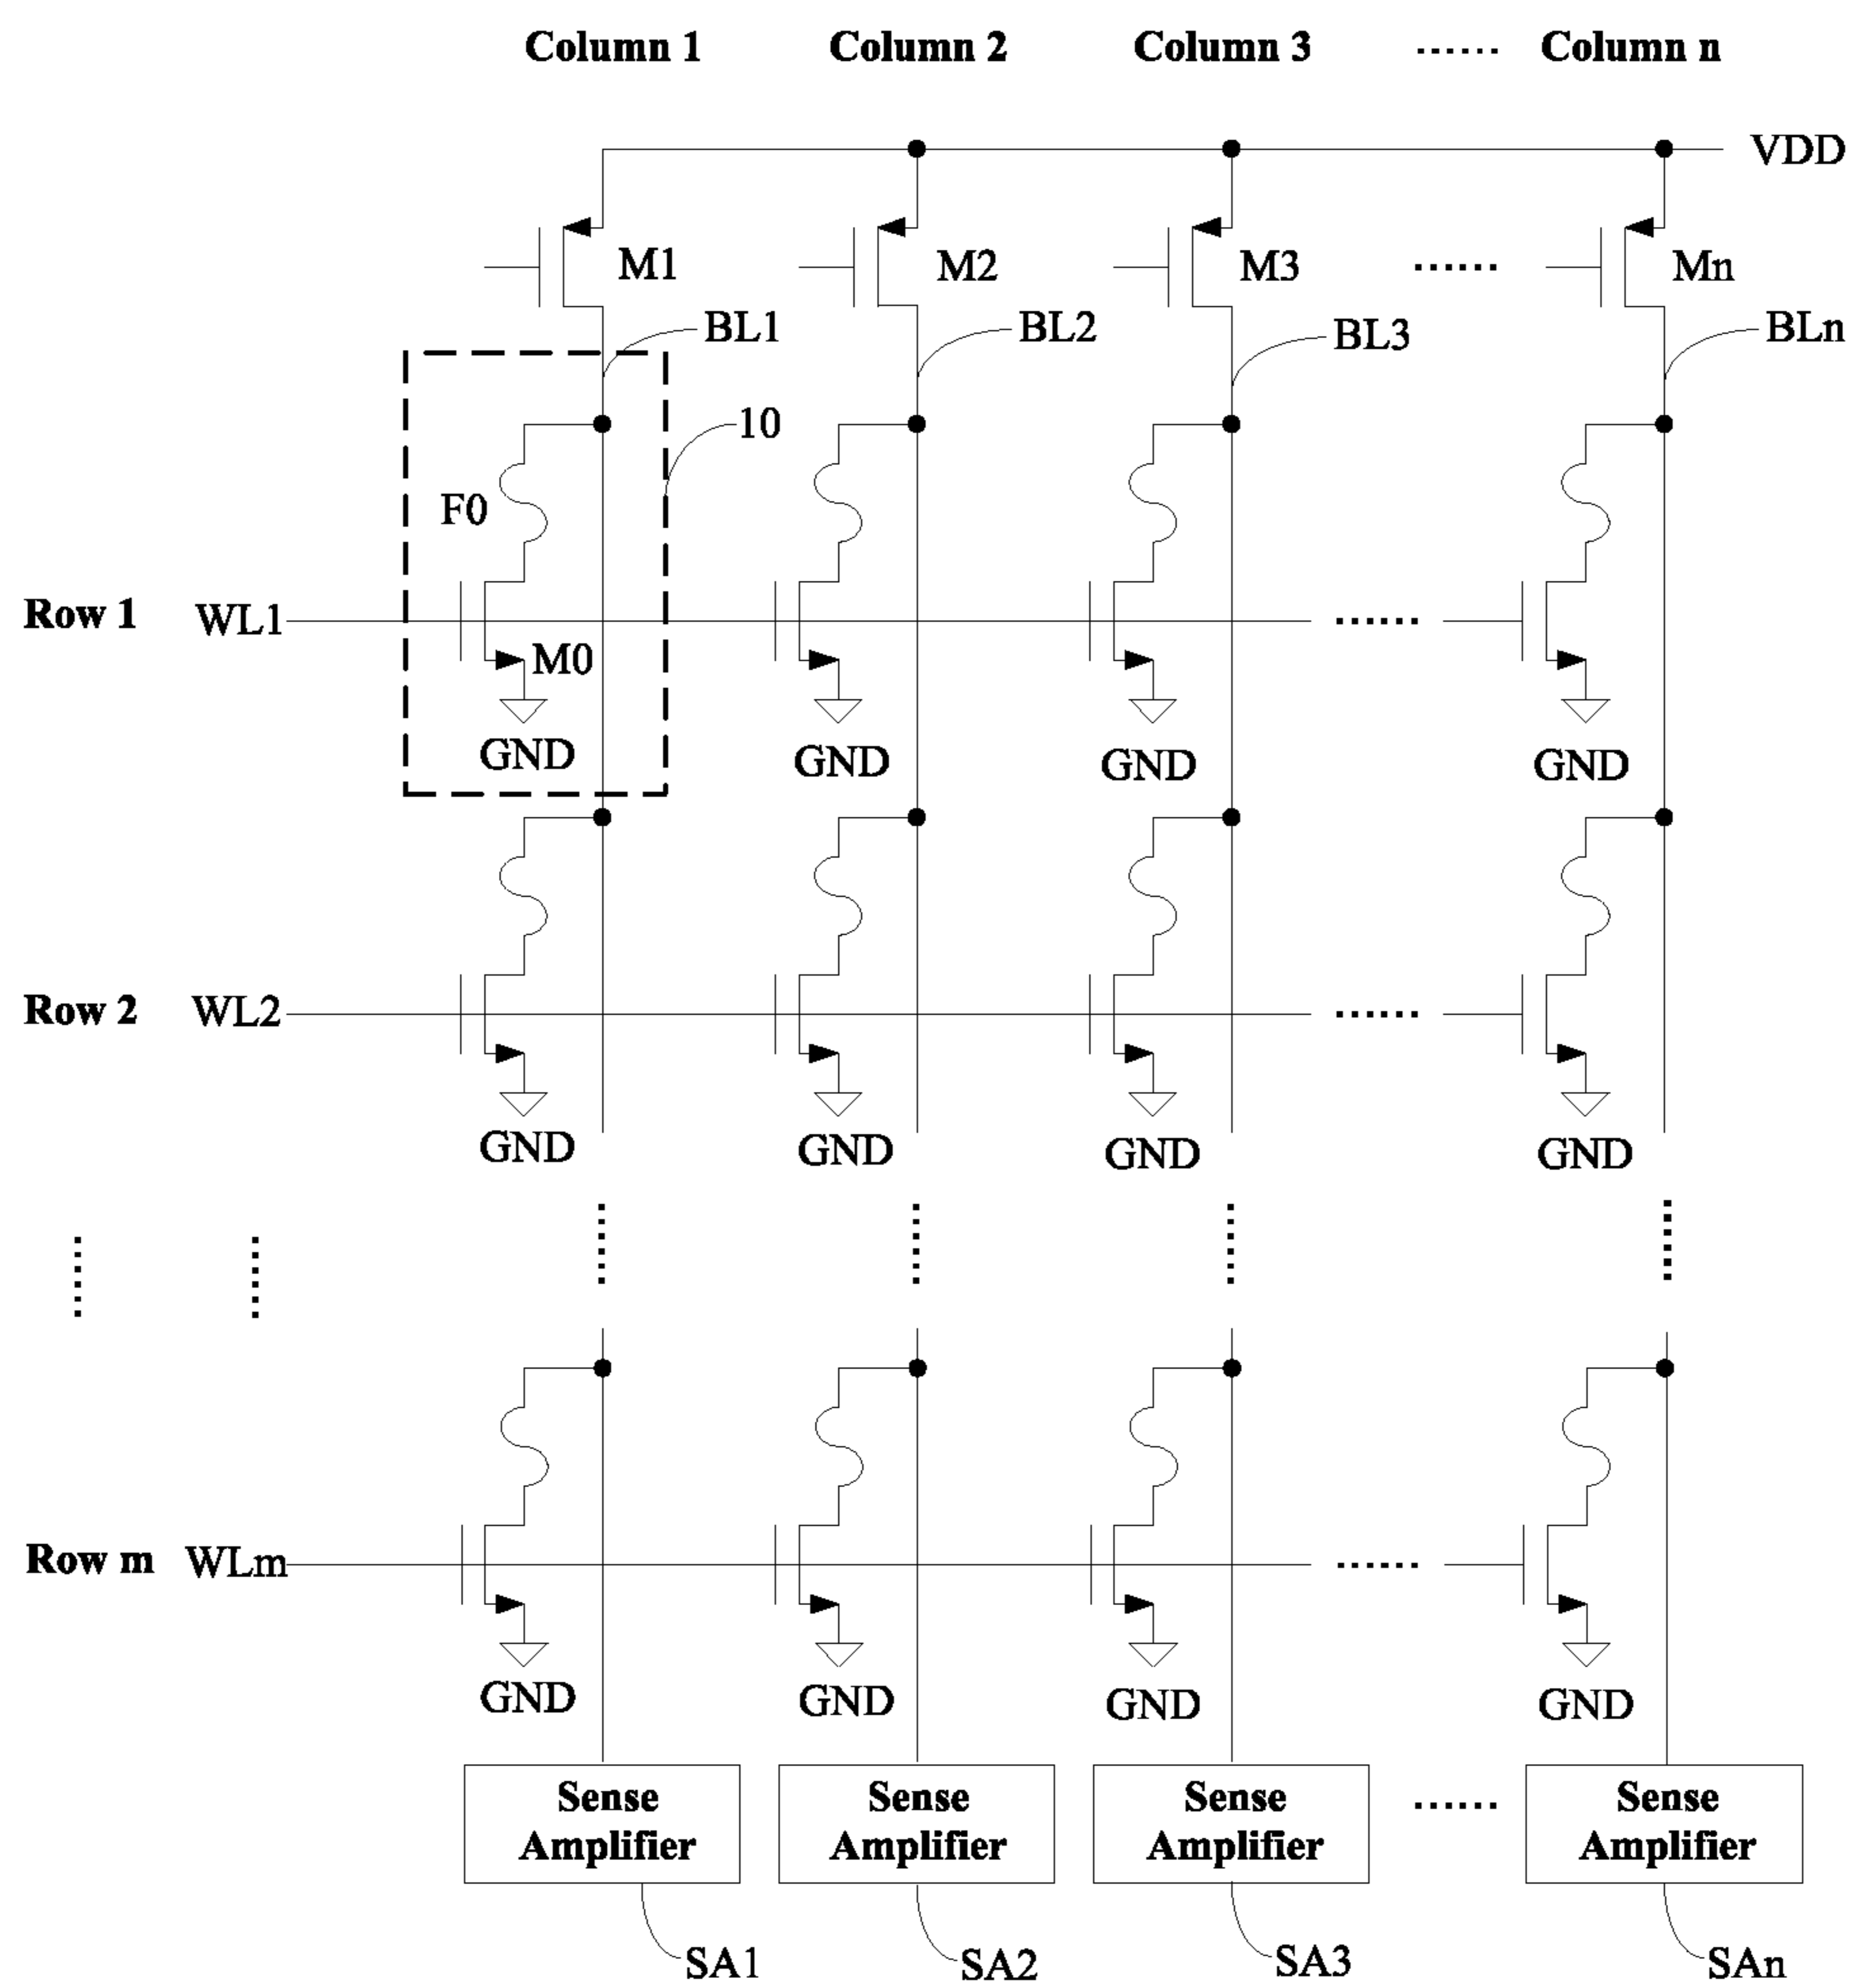 Column 1 Column 2 Column 3 ...... Column n
VDD
M1 M2 M3 ...... Mn
BL1 BL2 BL3 BLn
10
F0
Row 1 WL1 ......
M0
GND GND GND GND
Row 2 WL2 ......
GND GND GND GND
Row m WLm ......
GND GND GND GND
Sense Amplifier
Sense Amplifier
Sense Amplifier
......
Sense Amplifier
SA1 SA2 SA3 SAn